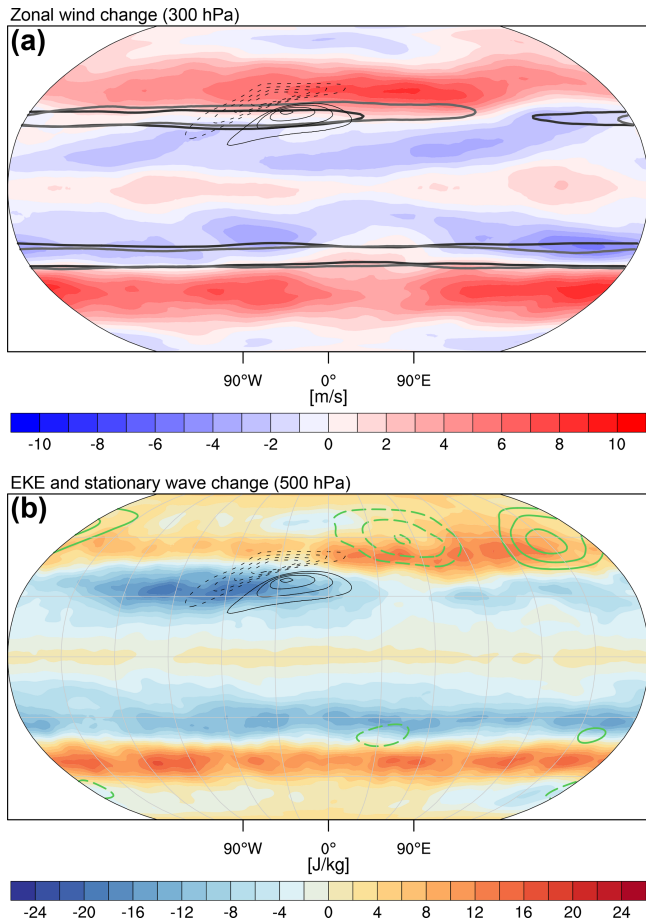 Zonal wind change (300 hPa)
(a)
90°W 0° 90°E
[m/s]
-10 -8 -6 -4 -2 0 2 4 6 8 10
EKE and stationary wave change (500 hPa)
(b)
90°W 0° 90°E
[J/kg]
-24 -20 -16 -12 -8 -4 0 4 8 12 16 20 24